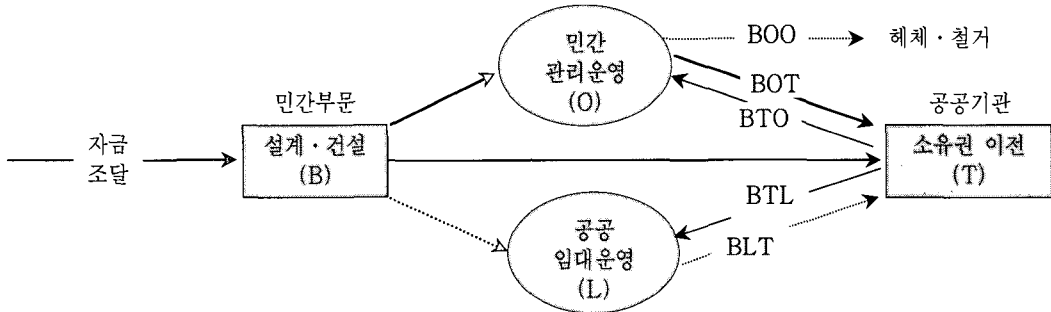 민간
관리운영
(O)
BOO
헤체·철거
BOT
BTO
민간부문
설계·건설
(B)
자금
조달
공공기관
소유권 이전
(T)
BTL
BLT
공공
임대운영
(L)